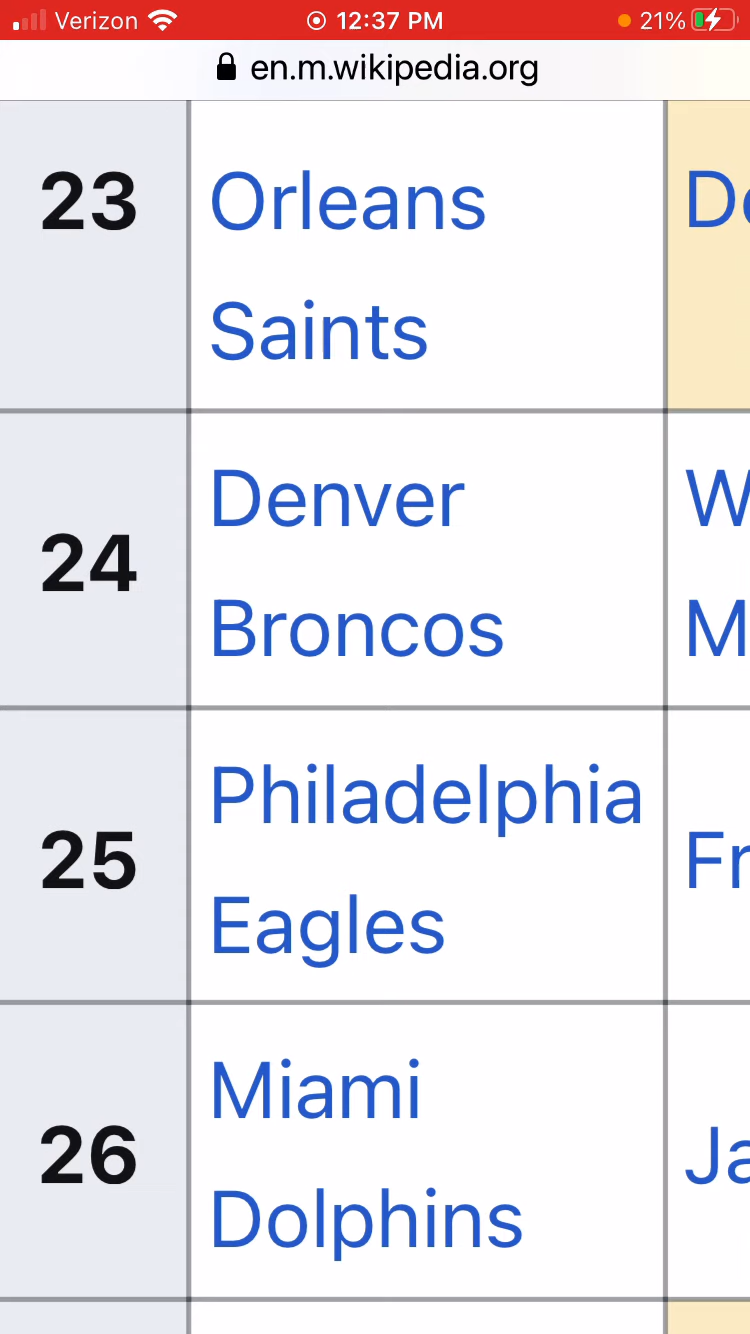 Verizon 12:37 PM 21%
en.m.wikipedia.org
23 Orleans
Saints
Denver
24
Broncos
Philadelphia
25
Eagles
Miami
26
Dolphins